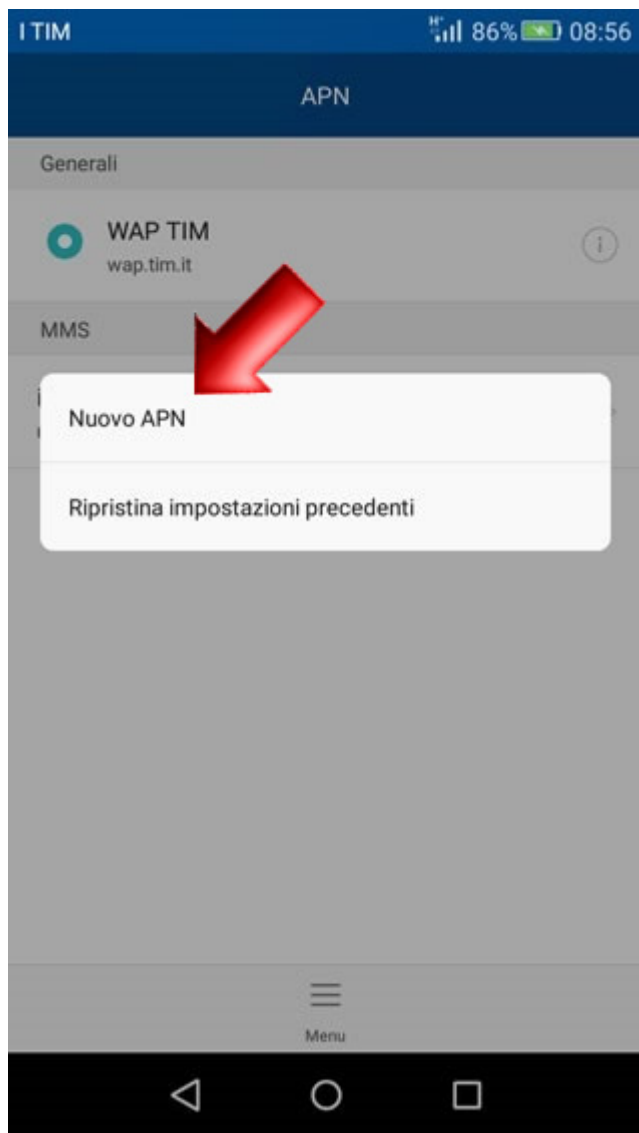 I TIM 86% 08:56
APN
Generali
WAP TIM
wap.tim.it
MMS
Nuovo APN
Ripristina impostazioni precedenti
Menu